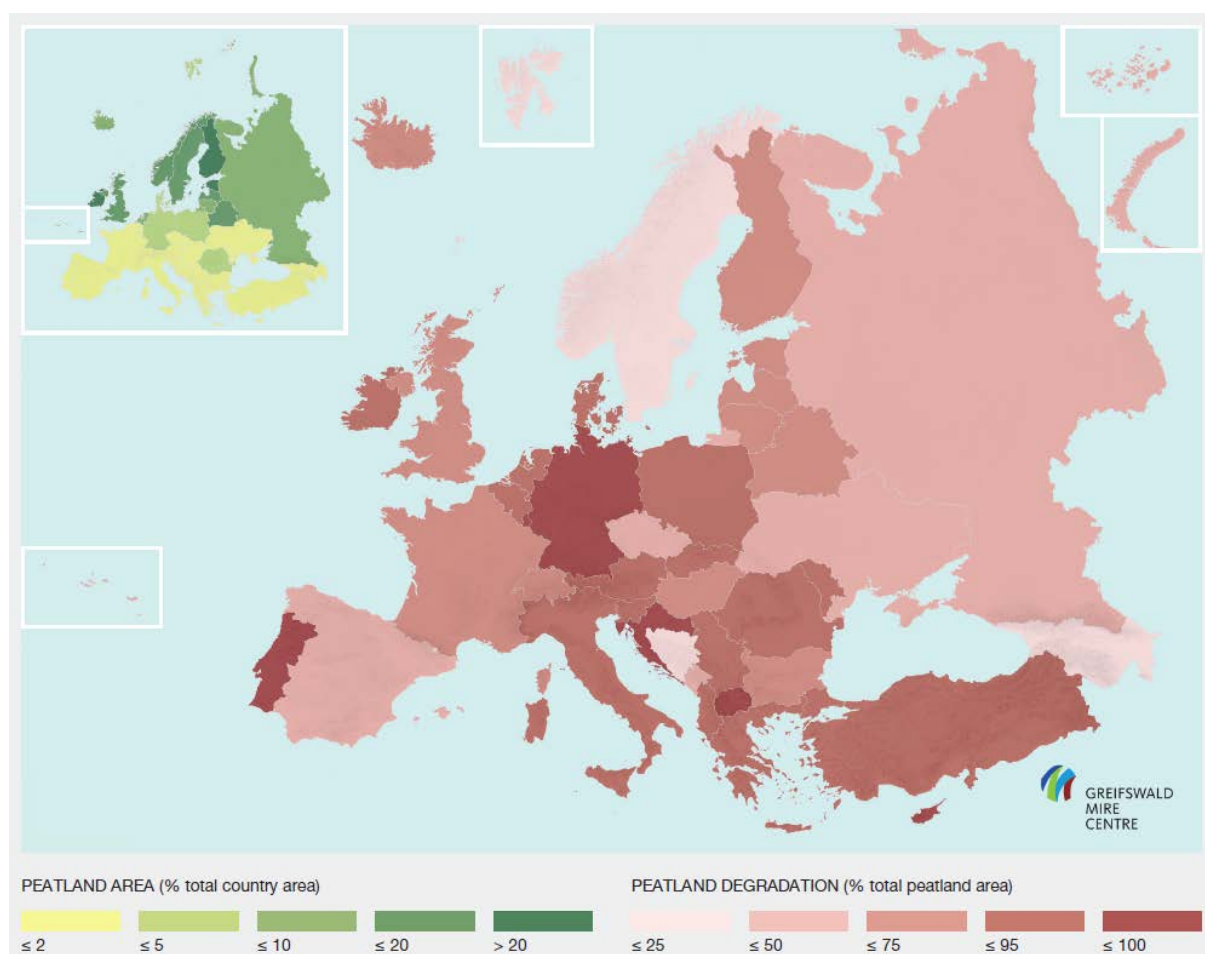 GREIFSWALD
MIRE
CENTRE
PEATLAND AREA (% total country area)
≤ 2
≤ 5
≤ 10
≤ 20
> 20
PEATLAND DEGRADATION (% total peatland area)
≤ 25
≤ 50
≤ 75
≤ 95
≤ 100